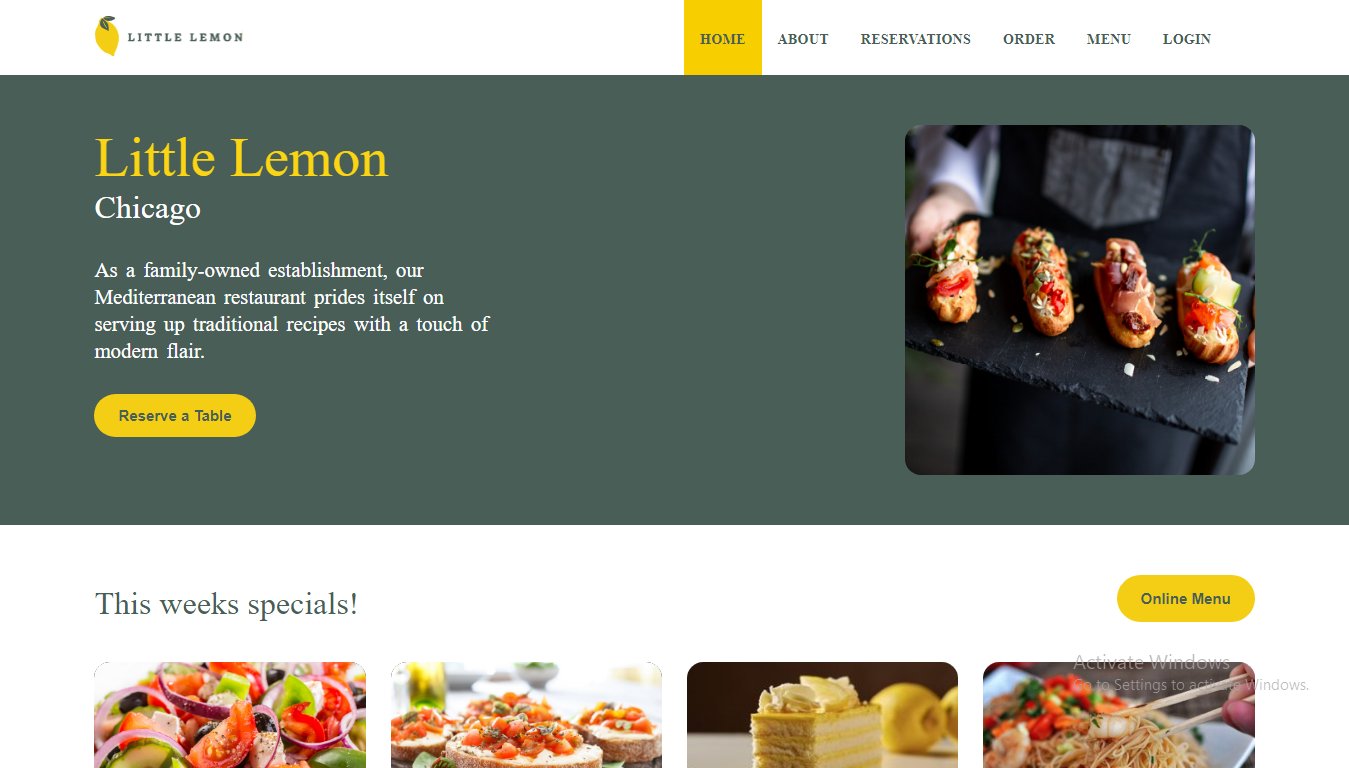 LITTLE LEMON
HOME ABOUT RESERVATIONS ORDER MENU LOGIN
Little Lemon
Chicago
As a family-owned establishment, our
Mediterranean restaurant prides itself on
serving up traditional recipes with a touch of
modern flair.
Reserve a Table
This weeks specials!
Online Menu
Activate Windows
Go to Settings to activate Windows.